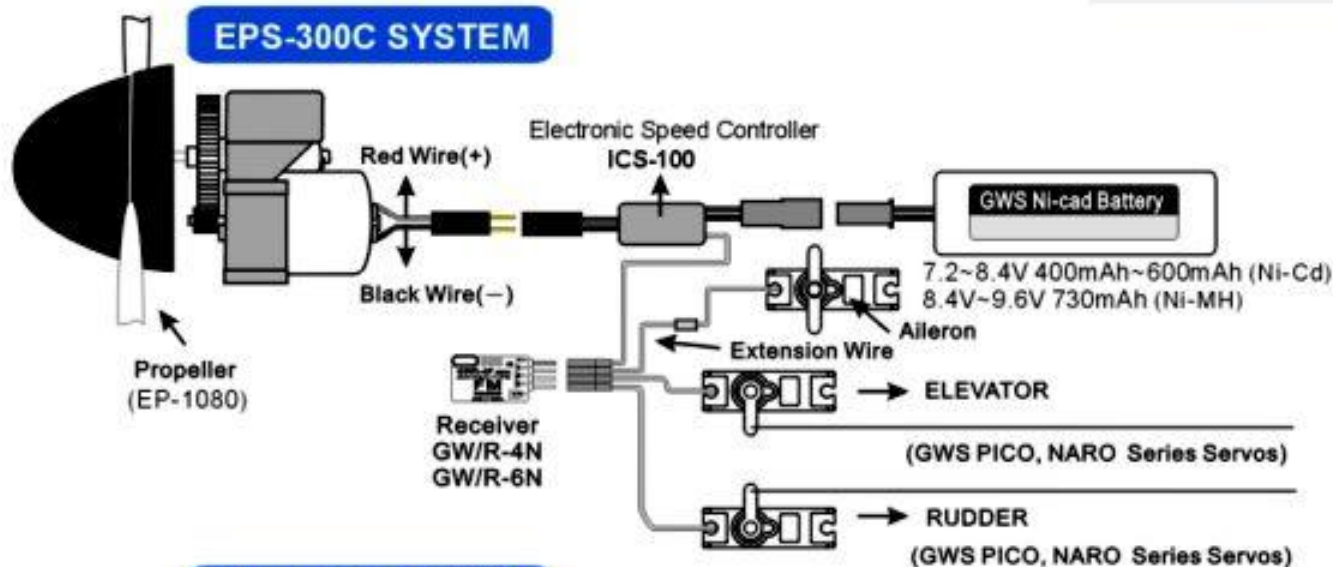 EPS-300C SYSTEM
Electronic Speed Controller
ICS-100
Red Wire(+)
GWS Ni-cad Battery
7.2~8.4V 400mAh~600mAh (Ni-Cd)
8.4V~9.6V 730mAh (Ni-MH)
Black Wire(−)
Aileron
Extension Wire
Propeller
(EP-1080)
FM
Receiver
GW/R-4N
GW/R-6N
ELEVATOR
(GWS PICO, NARO Series Servos)
RUDDER
(GWS PICO, NARO Series Servos)